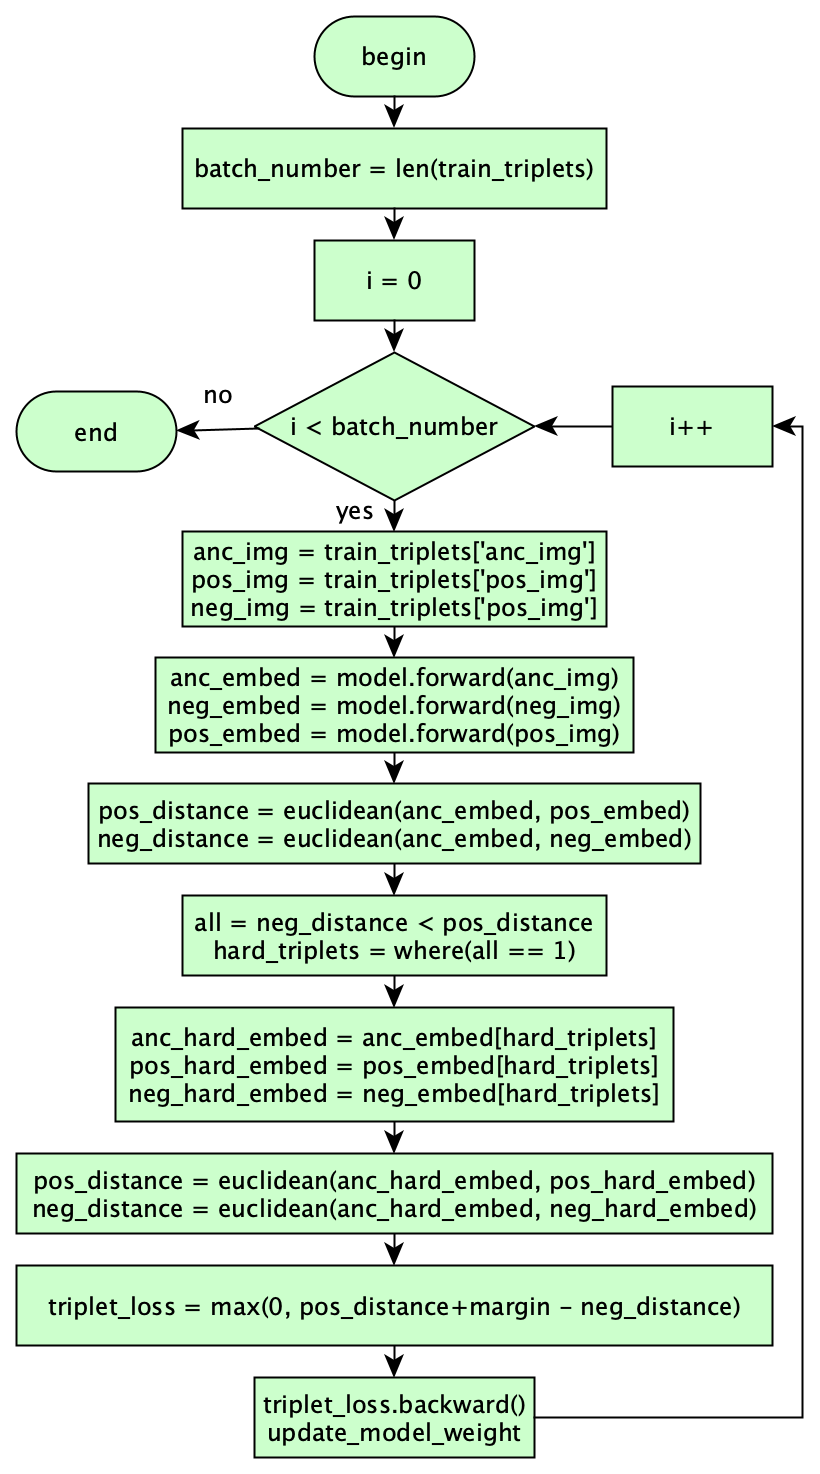 begin
batch_number = len(train_triplets)
i = 0
i < batch_number
no
end
i++
yes
anc_img = train_triplets['anc_img']
pos_img = train_triplets['pos_img']
neg_img = train_triplets['pos_img']
anc_embed = model.forward(anc_img)
neg_embed = model.forward(neg_img)
pos_embed = model.forward(pos_img)
pos_distance = euclidean(anc_embed, pos_embed)
neg_distance = euclidean(anc_embed, neg_embed)
all = neg_distance < pos_distance
hard_triplets = where(all == 1)
anc_hard_embed = anc_embed[hard_triplets]
pos_hard_embed = pos_embed[hard_triplets]
neg_hard_embed = neg_embed[hard_triplets]
pos_distance = euclidean(anc_hard_embed, pos_hard_embed)
neg_distance = euclidean(anc_hard_embed, neg_hard_embed)
triplet_loss = max(0, pos_distance+margin - neg_distance)
triplet_loss.backward()
update_model_weight